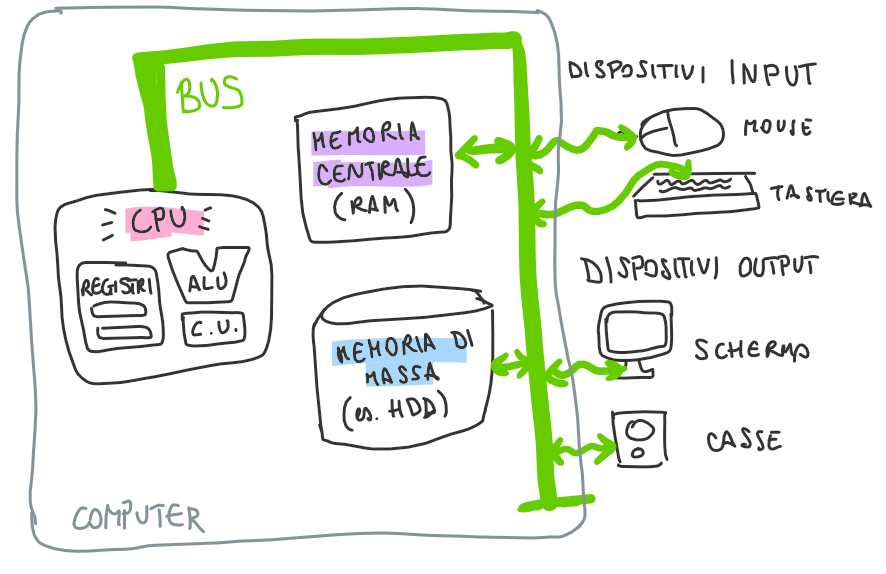 BUS
MEMORIA
CENTRALE
(RAM)
CPU
REGISTRI
ALU
C.U.
MEMORIA DI
MASSA
(es. HDD)
COMPUTER
DISPOSITIVI INPUT
MOUSE
TASTIERA
DISPOSITIVI OUTPUT
SCHERMO
CASSE